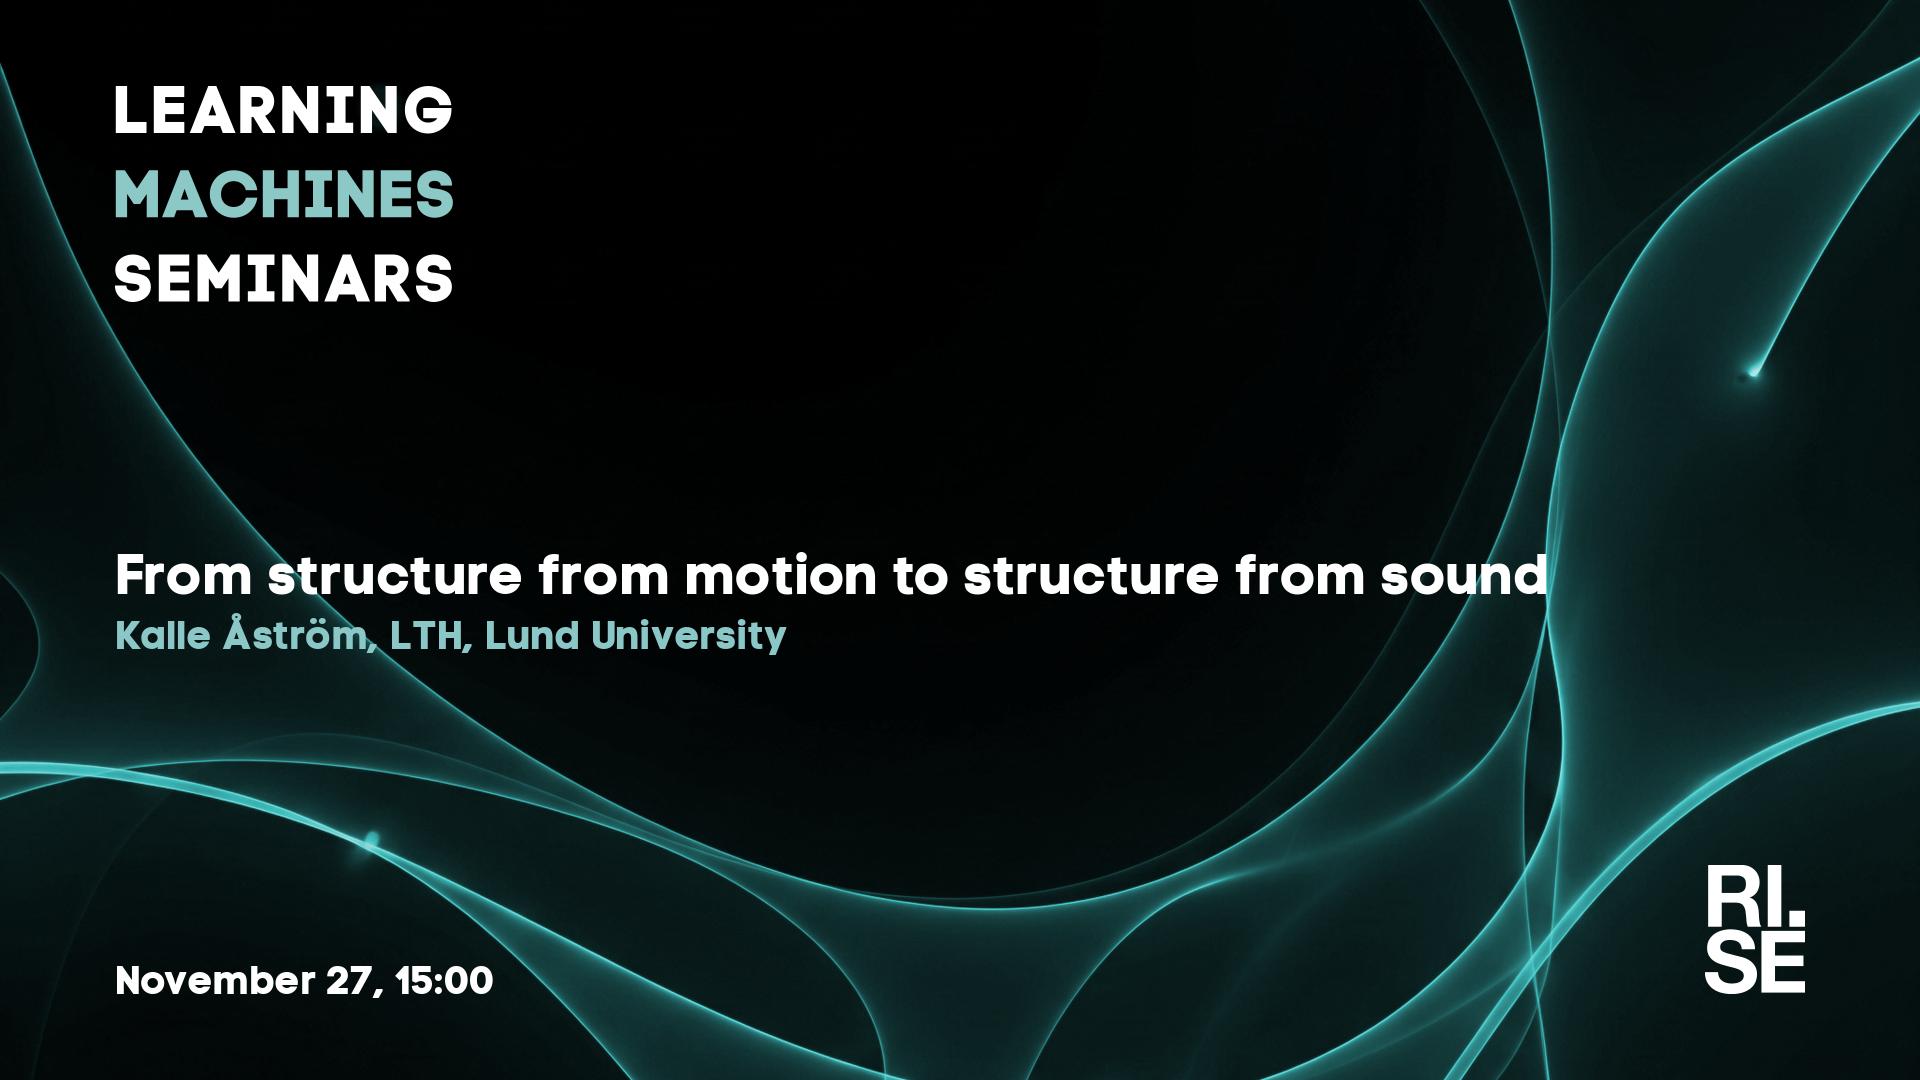 LEARNING
MACHINES
SEMINARS
From structure from motion to structure from sound
Kalle Åström, LTH, Lund University
November 27, 15:00
RI.
SE